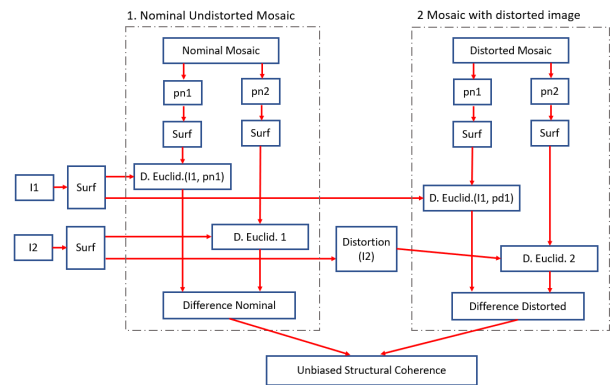 1. Nominal Undistorted Mosaic
2 Mosaic with distorted image
Nominal Mosaic
Distorted Mosaic
pn1
pn2
pn1
pn2
Surf
Surf
Surf
Surf
I1
Surf
D. Euclid.(I1, pn1)
D. Euclid.(I1, pd1)
I2
Surf
D. Euclid. 1
Distortion
(I2)
D. Euclid. 2
Difference Nominal
Difference Distorted
Unbiased Structural Coherence